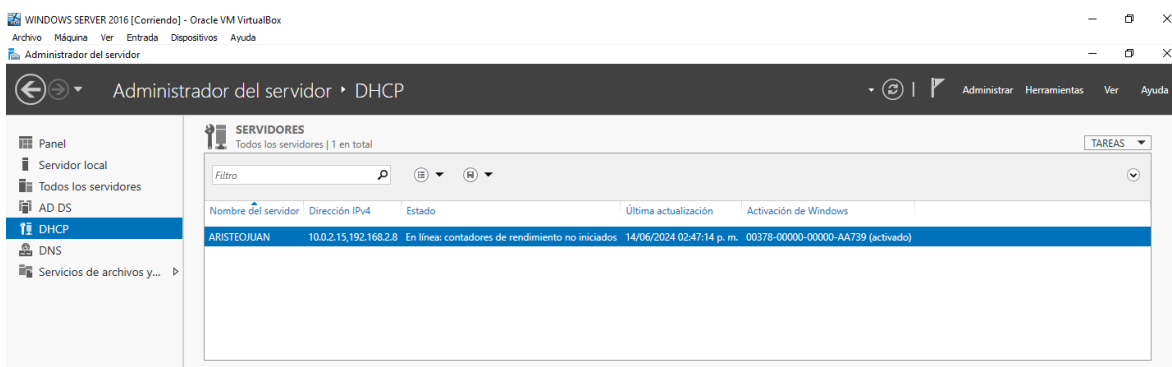 WINDOWS SERVER 2016 [Corriendo] - Oracle VM VirtualBox
Archivo Máquina Ver Entrada Dispositivos Ayuda
Administrador del servidor
Administrador del servidor ‣ DHCP
Administrar Herramientas Ver Ayuda
Panel
Servidor local
Todos los servidores
AD DS
DHCP
DNS
Servicios de archivos y...
SERVIDORES
Todos los servidores | 1 en total
TAREAS
Filtro
Nombre del servidor Dirección IPv4 Estado Última actualización Activación de Windows
ARISTEOJUAN 10.0.2.15,192.168.2.8 En línea: contadores de rendimiento no iniciados 14/06/2024 02:47:14 p. m. 00378-00000-00000-AA739 (activado)